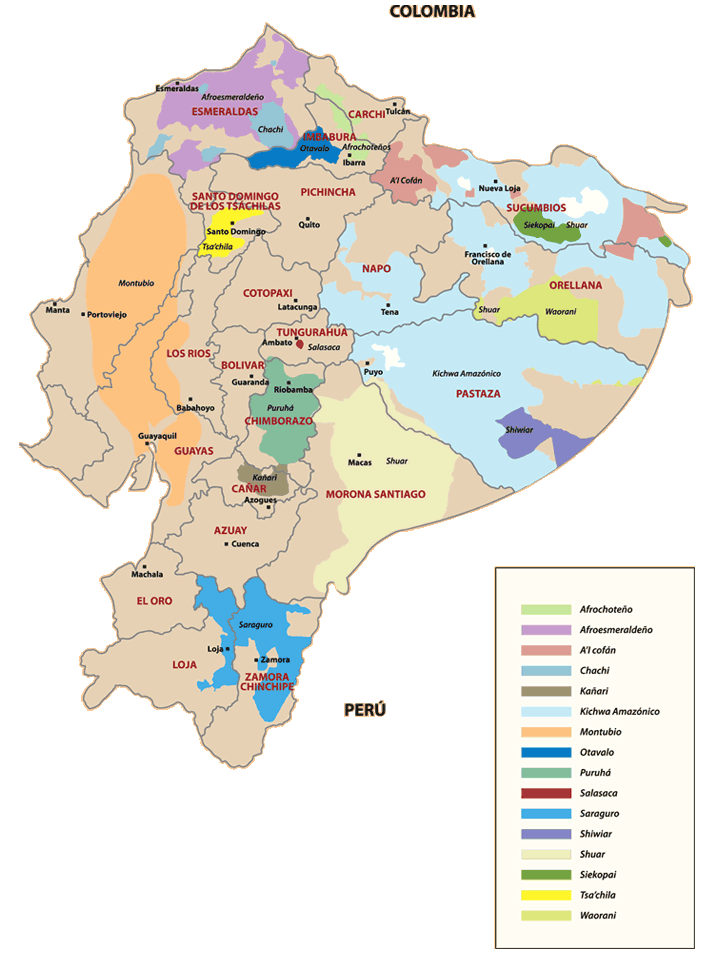 COLOMBIA
Esmeraldas
Afroesmeraldeño
ESMERALDAS
Chachi
CARCHI
Tulcán
IMBABURA
Otavalo
Afrochoteños
Ibarra
A'I Cofán
Nueva Loja
SUCUMBIOS
Siekopai
Shuar
SANTO DOMINGO
DE LOS TSÁCHILAS
Santo Domingo
Tsa'chila
PICHINCHA
Quito
Francisco de
Orellana
NAPO
Tena
ORELLANA
Shuar
Waorani
Montubio
Manta
Portoviejo
COTOPAXI
Latacunga
TUNGURAHUA
Ambato
Salasaca
LOS RIOS
BOLIVAR
Guaranda
Riobamba
Puyo
Kichwa Amazónico
PASTAZA
Babahoyo
Puruhá
CHIMBORAZO
Shiwiar
Guayaquil
GUAYAS
Macas
Shuar
Kañari
CAÑAR
Azogues
MORONA SANTIAGO
AZUAY
Cuenca
Machala
EL ORO
Saraguro
Loja
LOJA
Zamora
ZAMORA
CHINCHIPE
PERÚ
Afrochoteño
Afroesmeraldeño
A'I cofán
Chachi
Kañari
Kichwa Amazónico
Montubio
Otavalo
Puruhá
Salasaca
Saraguro
Shiwiar
Shuar
Siekopai
Tsa'chila
Waorani